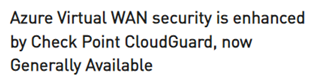 Azure Virtual WAN security is enhanced
by Check Point CloudGuard, now
Generally Available